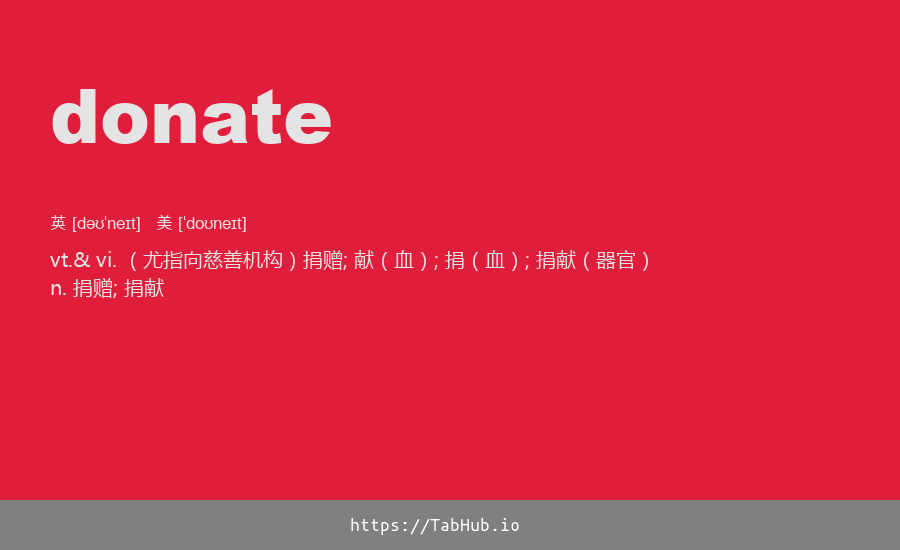 donate
英 [dəʊˈneɪt] 美 [ˈdoʊneɪt]
vt.& vi. （尤指向慈善机构）捐赠; 献（血）; 捐（血）; 捐献（器官）
n. 捐赠; 捐献
https://TabHub.io